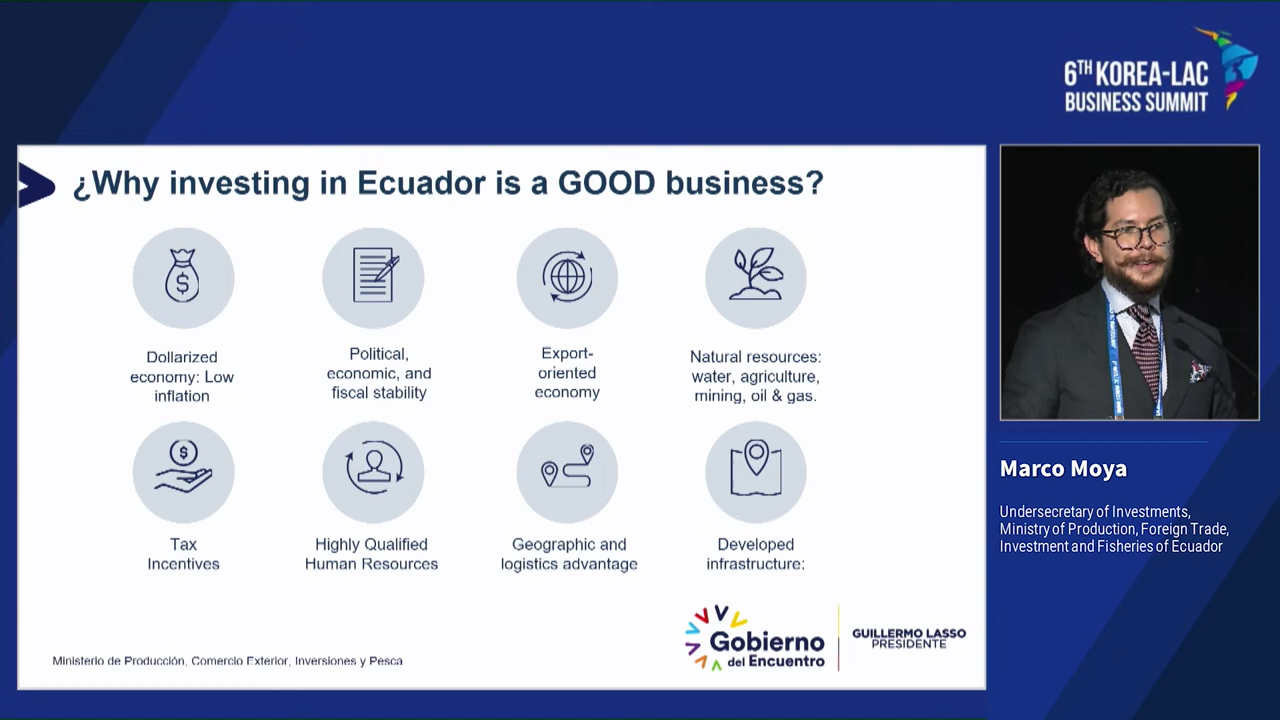 6TH KOREA-LAC
BUSINESS SUMMIT
¿Why investing in Ecuador is a GOOD business?
Dollarized
economy: Low
inflation
Political,
economic, and
fiscal stability
Export-
oriented
economy
Natural resources:
water, agriculture,
mining, oil & gas.
Tax
Incentives
Highly Qualified
Human Resources
Geographic and
logistics advantage
Developed
infrastructure:
Ministerio de Producción, Comercio Exterior, Inversiones y Pesca
Gobierno
del Encuentro
GUILLERMO LASSO
PRESIDENTE
Marco Moya
Undersecretary of Investments,
Ministry of Production, Foreign Trade,
Investment and Fisheries of Ecuador